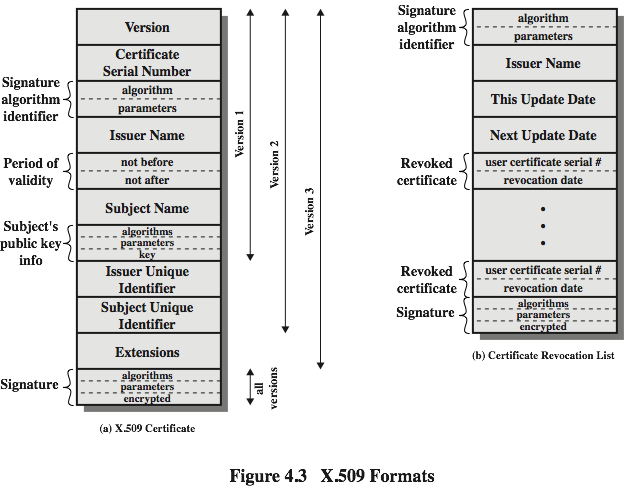 Version
Certificate
Serial Number
Signature
algorithm
identifier
algorithm
parameters
Issuer Name
Period of
validity
not before
not after
Subject Name
Subject's
public key
info
algorithms
parameters
key
Issuer Unique
Identifier
Subject Unique
Identifier
Extensions
Signature
algorithms
parameters
encrypted
Version 1
Version 2
Version 3
all
versions
(a) X.509 Certificate
Signature
algorithm
identifier
algorithm
parameters
Issuer Name
This Update Date
Next Update Date
Revoked
certificate
user certificate serial #
revocation date
Revoked
certificate
user certificate serial #
revocation date
Signature
algorithms
parameters
encrypted
(b) Certificate Revocation List
Figure 4.3 X.509 Formats